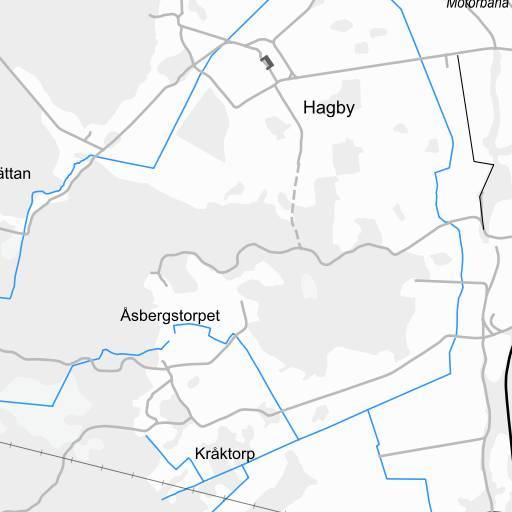 Motorbana
Hagby
ättan
Åsbergstorpet
Kråktorp